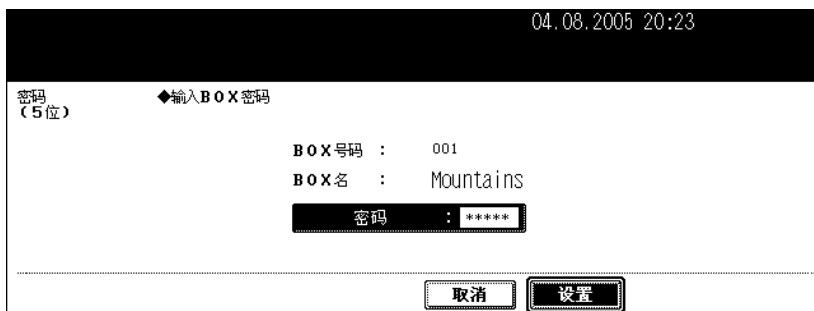 04.08.2005 20:23
密码 ◆输入BOX密码
(5位)
BOX号码 : 001
BOX名 : Mountains
密码 : *****
取消 设置